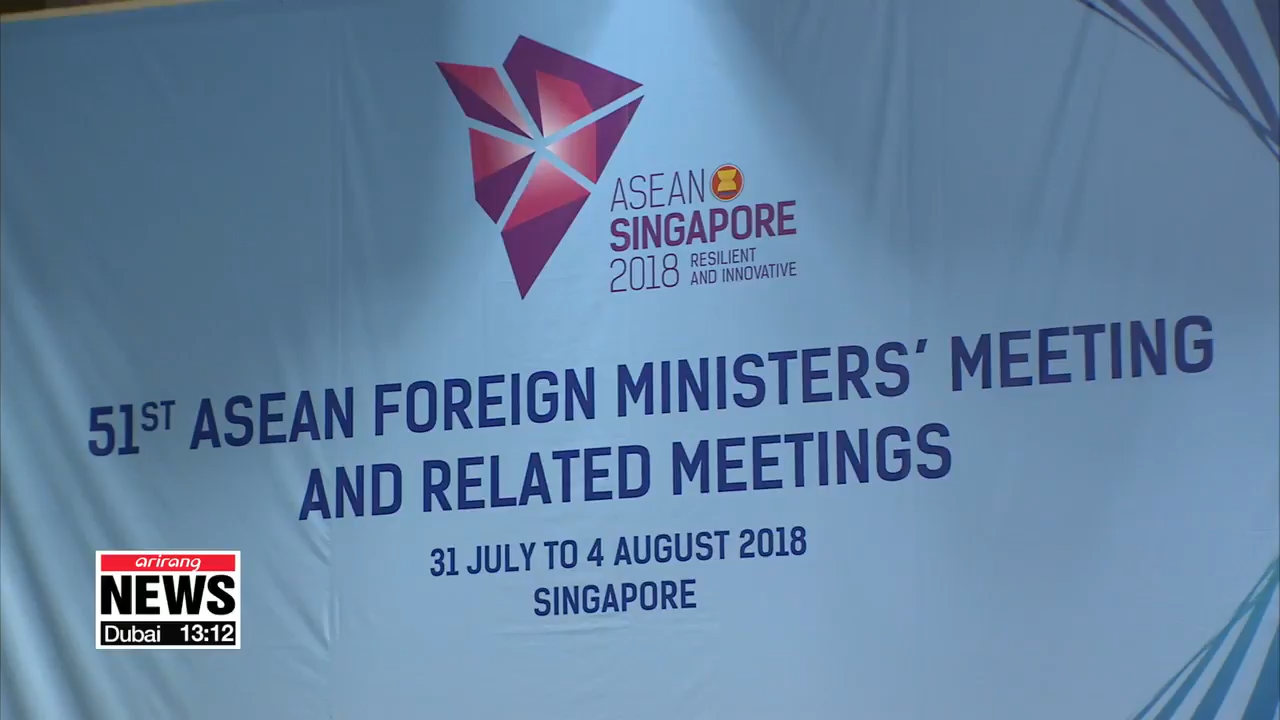 ASEAN
SINGAPORE
2018 RESILIENT
AND INNOVATIVE
51ST ASEAN FOREIGN MINISTERS’ MEETING
AND RELATED MEETINGS
31 JULY TO 4 AUGUST 2018
SINGAPORE
arirang
NEWS
Dubai 13:12